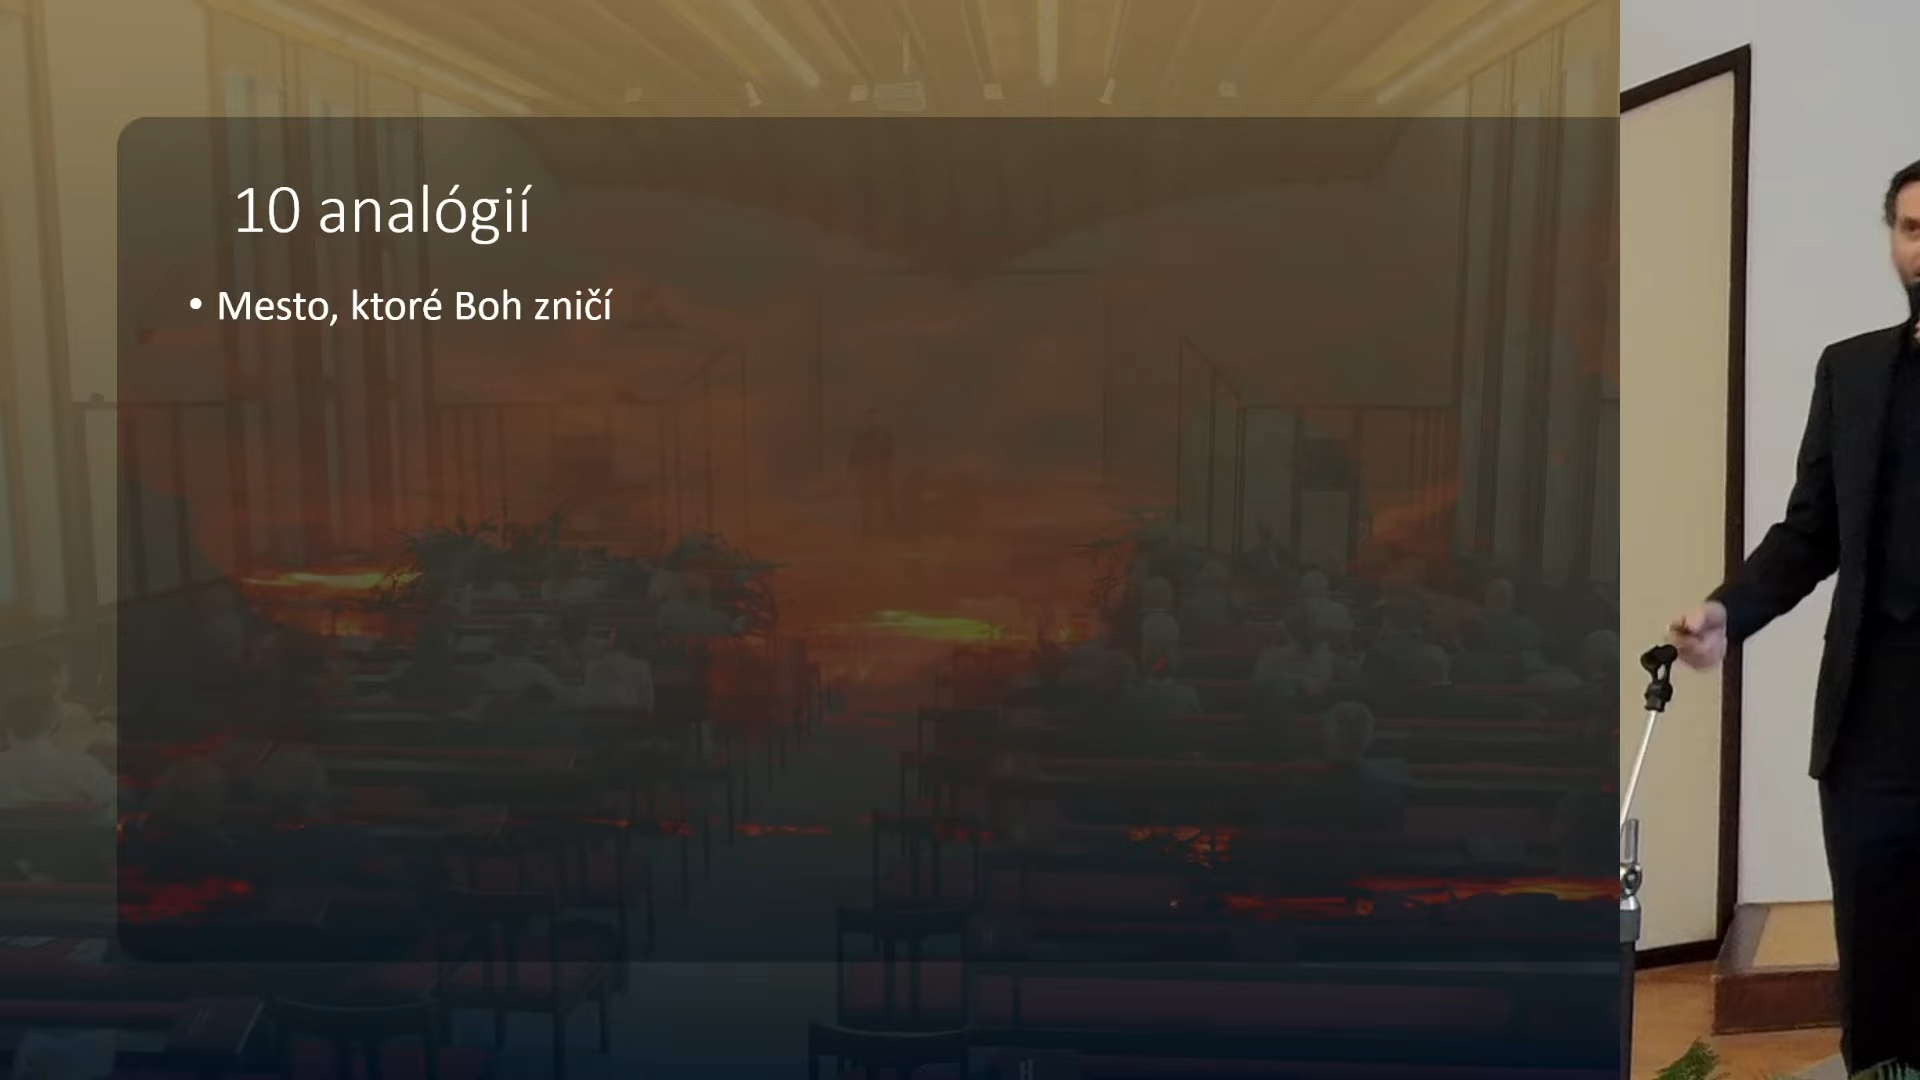 10 analógií
• Mesto, ktoré Boh zničí